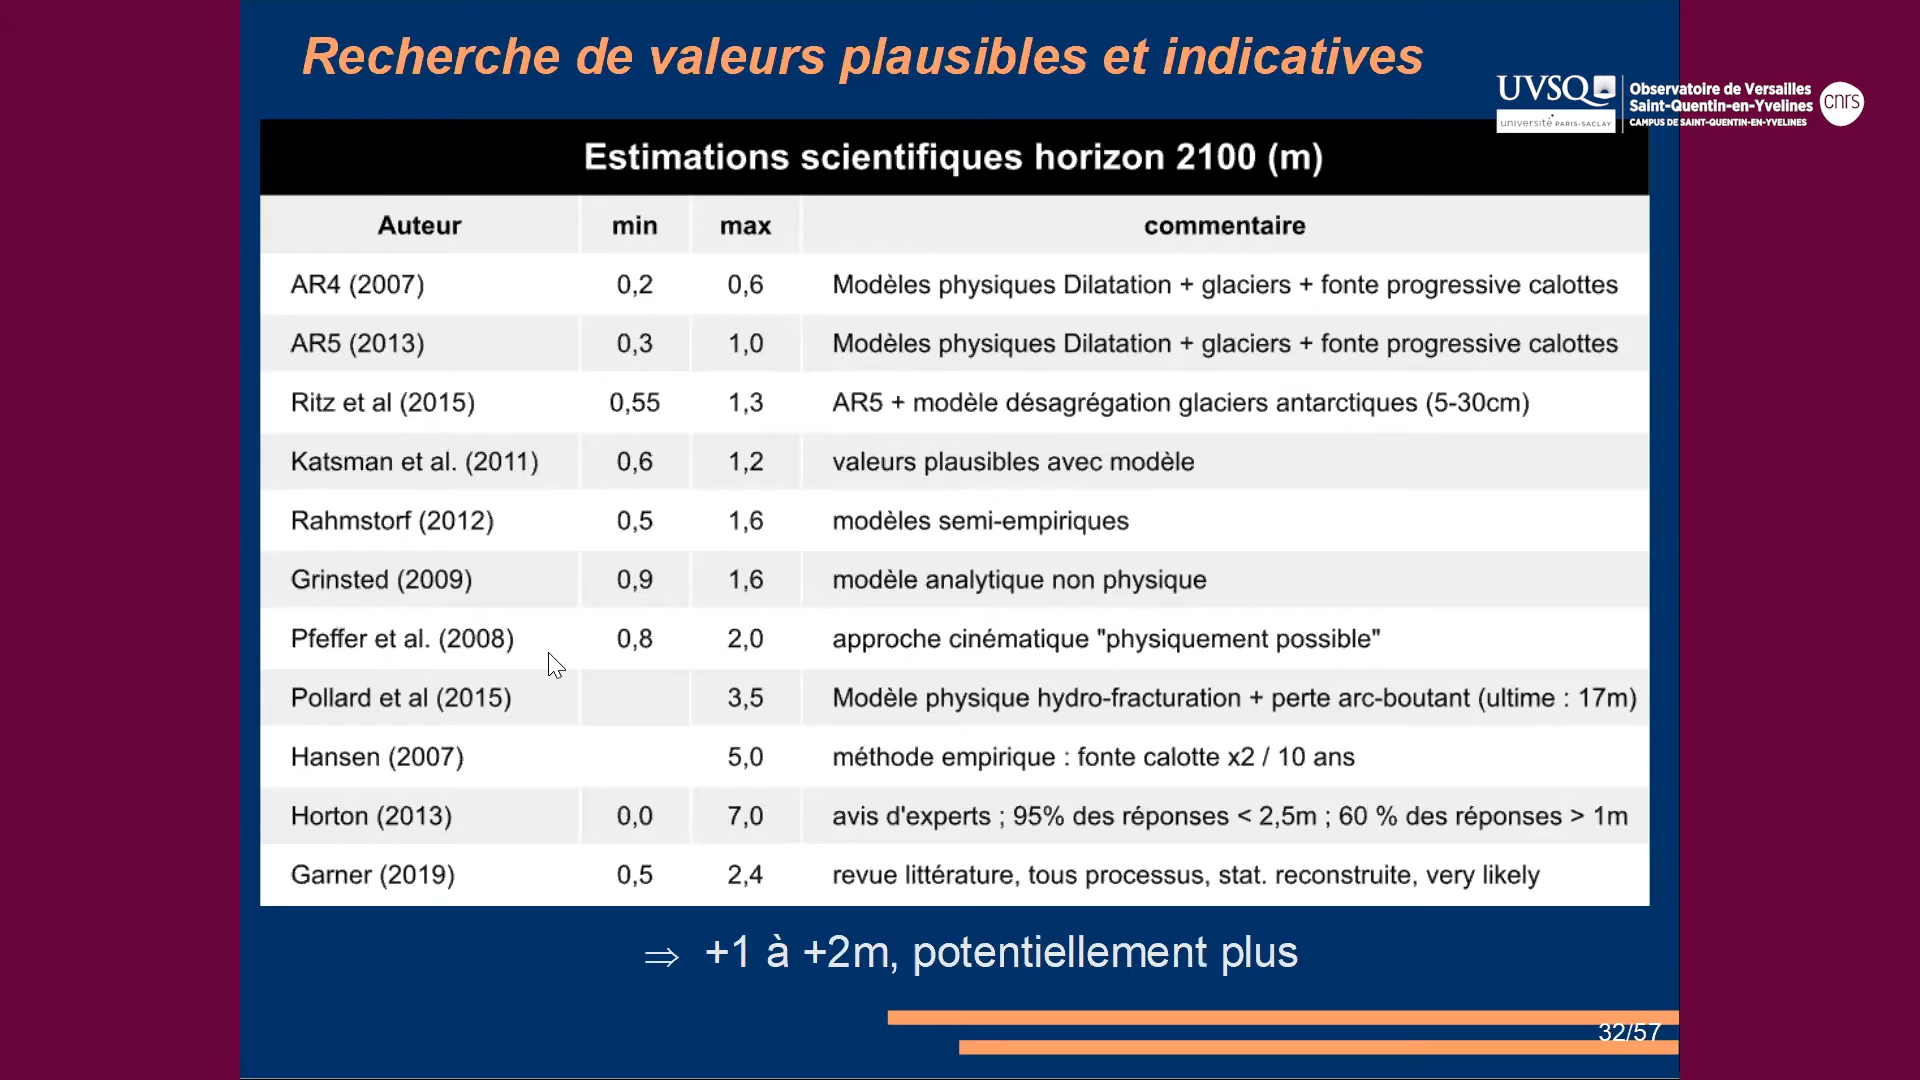 Recherche de valeurs plausibles et indicatives
UVSQ
université PARIS-SACLAY
Observatoire de Versailles
Saint-Quentin-en-Yvelines
CAMPUS DE SAINT-QUENTIN-EN-YVELINES
cnrs
Estimations scientifiques horizon 2100 (m)
Auteur min max commentaire
AR4 (2007) 0,2 0,6 Modèles physiques Dilatation + glaciers + fonte progressive calottes
AR5 (2013) 0,3 1,0 Modèles physiques Dilatation + glaciers + fonte progressive calottes
Ritz et al (2015) 0,55 1,3 AR5 + modèle désagrégation glaciers antarctiques (5-30cm)
Katsman et al. (2011) 0,6 1,2 valeurs plausibles avec modèle
Rahmstorf (2012) 0,5 1,6 modèles semi-empiriques
Grinsted (2009) 0,9 1,6 modèle analytique non physique
Pfeffer et al. (2008) 0,8 2,0 approche cinématique "physiquement possible"
Pollard et al (2015) 3,5 Modèle physique hydro-fracturation + perte arc-boutant (ultime : 17m)
Hansen (2007) 5,0 méthode empirique : fonte calotte x2 / 10 ans
Horton (2013) 0,0 7,0 avis d'experts ; 95% des réponses < 2,5m ; 60 % des réponses > 1m
Garner (2019) 0,5 2,4 revue littérature, tous processus, stat. reconstruite, very likely
⇒ +1 à +2m, potentiellement plus
32/57